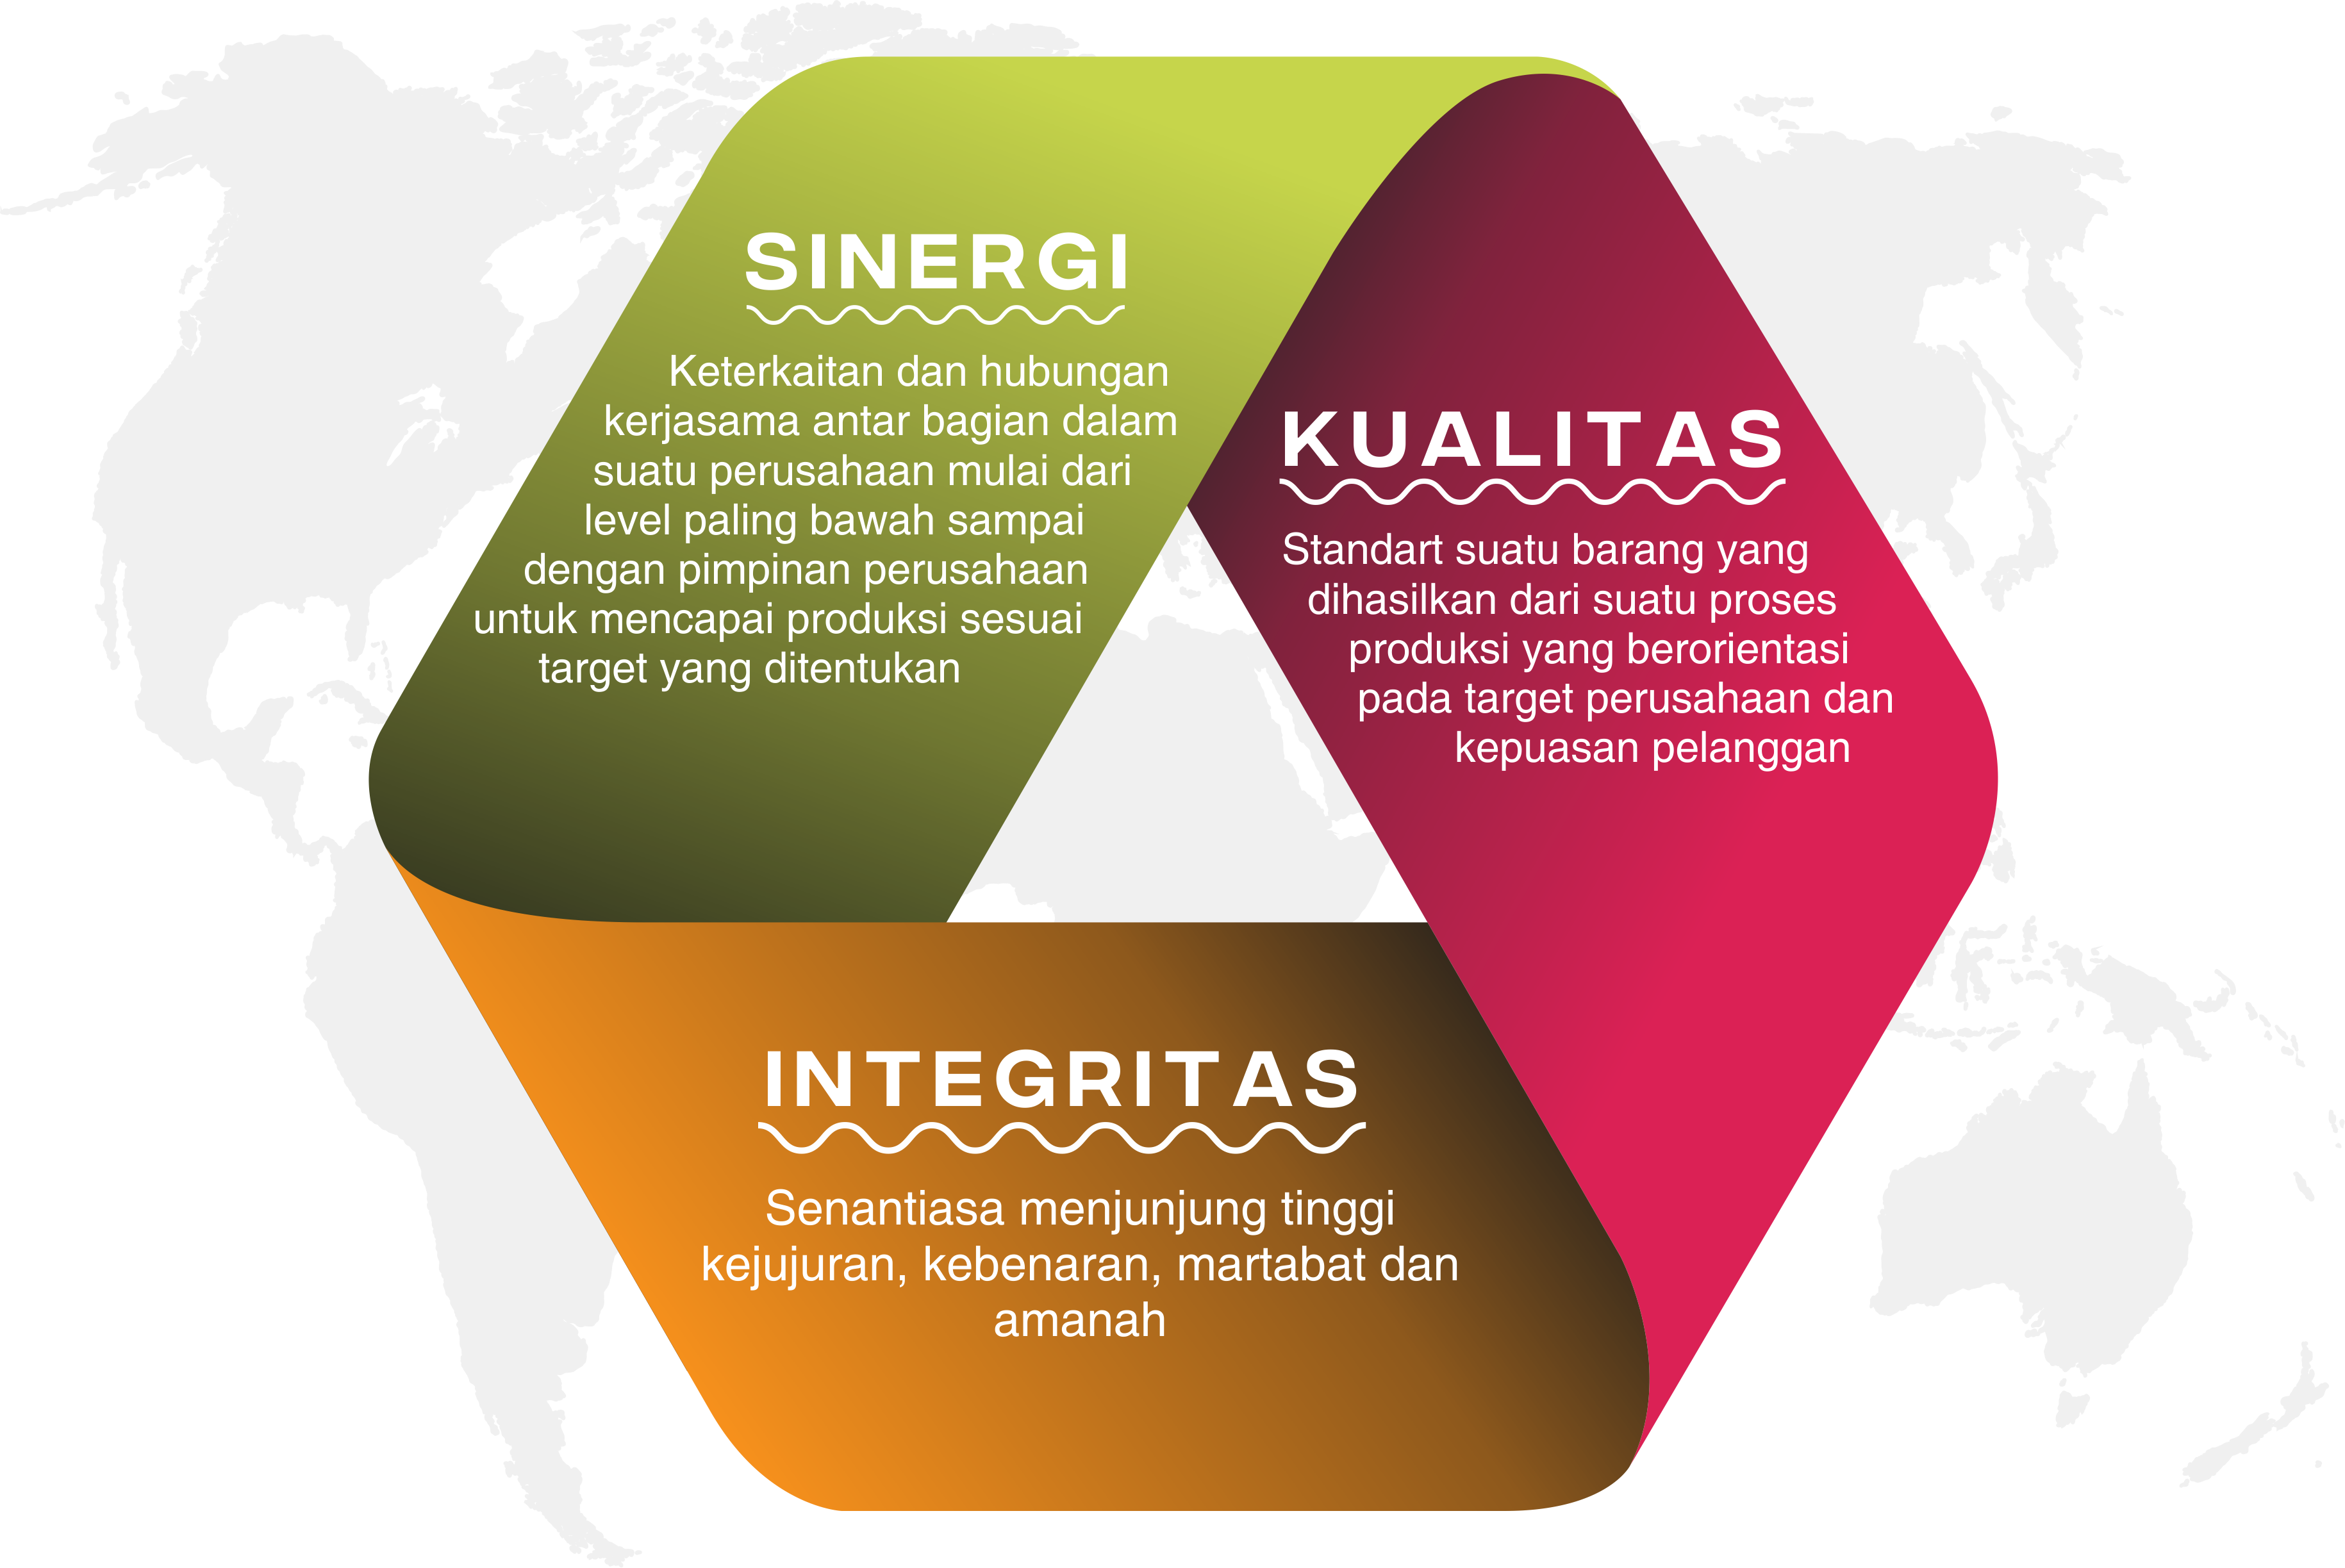 SINERGI
Keterkaitan dan hubungan
kerjasama antar bagian dalam
suatu perusahaan mulai dari
level paling bawah sampai
dengan pimpinan perusahaan
untuk mencapai produksi sesuai
target yang ditentukan
KUALITAS
Standart suatu barang yang
dihasilkan dari suatu proses
produksi yang berorientasi
pada target perusahaan dan
kepuasan pelanggan
INTEGRITAS
Senantiasa menjunjung tinggi
kejujuran, kebenaran, martabat dan
amanah